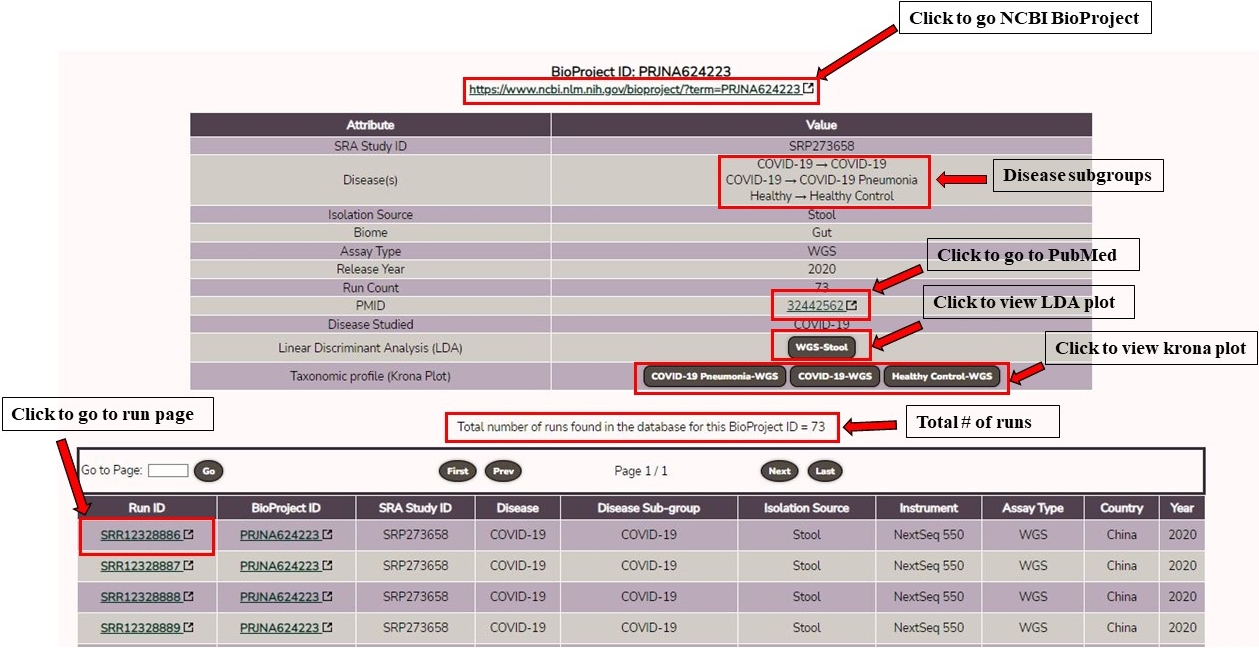 Click to go NCBI BioProject
BioProject ID: PRJNA624223
https://www.ncbi.nlm.nih.gov/bioproject/?term=PRJNA624223
Attribute Value
SRA Study ID SRP273658
Disease(s) COVID-19 → COVID-19
COVID-19 → COVID-19 Pneumonia
Healthy → Healthy Control
Disease subgroups
Isolation Source Stool
Biome Gut
Assay Type WGS
Release Year 2020
Click to go to PubMed
Run Count 73
PMID 32442562
Click to view LDA plot
Disease Studied COVID-19
Linear Discriminant Analysis (LDA) WGS-Stool
Click to view krona plot
Taxonomic profile (Krona Plot) COVID-19 Pneumonia-WGS COVID-19-WGS Healthy Control-WGS
Click to go to run page
Total number of runs found in the database for this BioProject ID = 73
Total # of runs
Go to Page: Go First Prev Page 1 / 1 Next Last
Run ID BioProject ID SRA Study ID Disease Disease Sub-group Isolation Source Instrument Assay Type Country Year
SRR12328886 PRJNA624223 SRP273658 COVID-19 COVID-19 Stool NextSeq 550 WGS China 2020
SRR12328887 PRJNA624223 SRP273658 COVID-19 COVID-19 Stool NextSeq 550 WGS China 2020
SRR12328888 PRJNA624223 SRP273658 COVID-19 COVID-19 Stool NextSeq 550 WGS China 2020
SRR12328889 PRJNA624223 SRP273658 COVID-19 COVID-19 Stool NextSeq 550 WGS China 2020